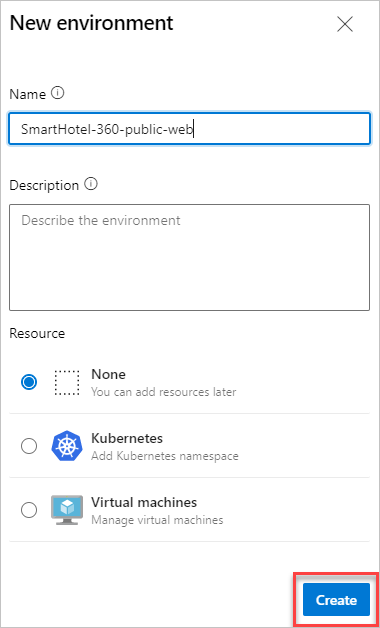 New environment
Name
SmartHotel-360-public-web
Description
Describe the environment
Resource
None
You can add resources later
Kubernetes
Add Kubernetes namespace
Virtual machines
Manage virtual machines
Create